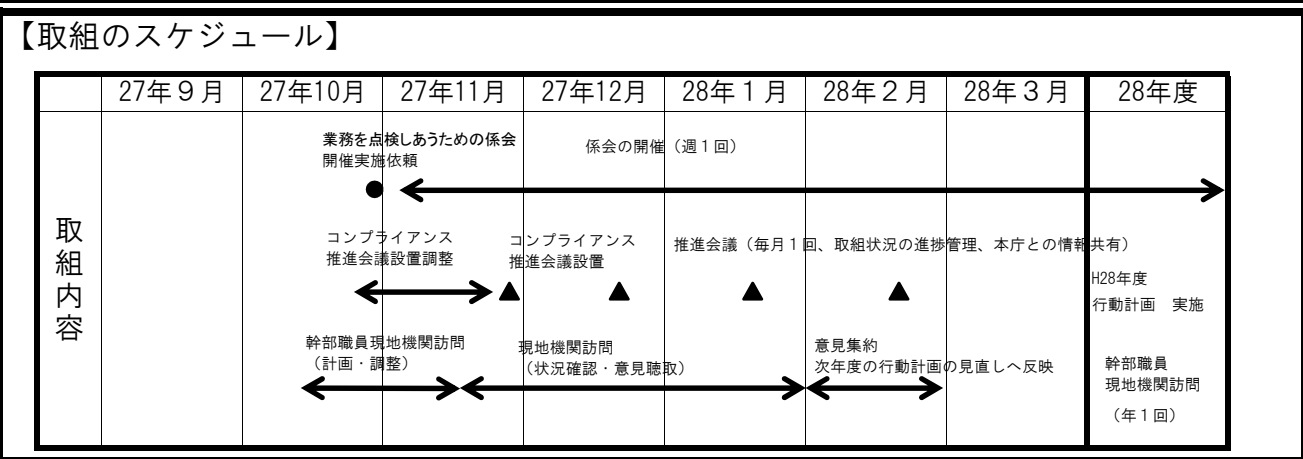 【取組のスケジュール】
27年９月 27年10月 27年11月 27年12月 28年１月 28年２月 28年３月 28年度
取組内容
業務を点検しあうための係会
開催実施依頼
係会の開催（週１回）
コンプライアンス
推進会議設置調整
コンプライアンス
推進会議設置
推進会議（毎月１回、取組状況の進捗管理、本庁との情報共有）
H28年度
行動計画　実施
幹部職員現地機関訪問
（計画・調整）
現地機関訪問
（状況確認・意見聴取）
意見集約
次年度の行動計画の見直しへ反映
幹部職員
現地機関訪問
（年１回）